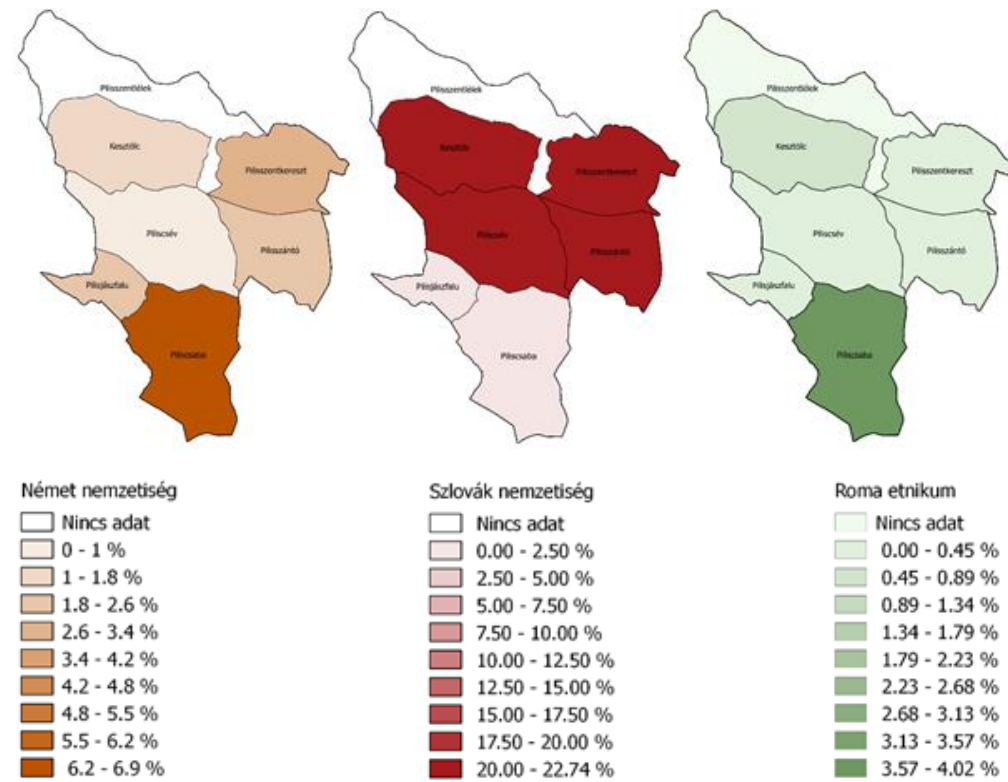 Pilisszentlélek
Kesztölc
Pilisszentkereszt
Piliscsév
Pilisszántó
Pilisjászfalu
Piliscsaba
Pilisszentlélek
Kesztölc
Pilisszentkereszt
Piliscsév
Pilisszántó
Pilisjászfalu
Piliscsaba
Pilisszentlélek
Kesztölc
Pilisszentkereszt
Piliscsév
Pilisszántó
Pilisjászfalu
Piliscsaba
Német nemzetiség
Nincs adat
0 - 1 %
1 - 1.8 %
1.8 - 2.6 %
2.6 - 3.4 %
3.4 - 4.2 %
4.2 - 4.8 %
4.8 - 5.5 %
5.5 - 6.2 %
6.2 - 6.9 %
Szlovák nemzetiség
Nincs adat
0.00 - 2.50 %
2.50 - 5.00 %
5.00 - 7.50 %
7.50 - 10.00 %
10.00 - 12.50 %
12.50 - 15.00 %
15.00 - 17.50 %
17.50 - 20.00 %
20.00 - 22.74 %
Roma etnikum
Nincs adat
0.00 - 0.45 %
0.45 - 0.89 %
0.89 - 1.34 %
1.34 - 1.79 %
1.79 - 2.23 %
2.23 - 2.68 %
2.68 - 3.13 %
3.13 - 3.57 %
3.57 - 4.02 %